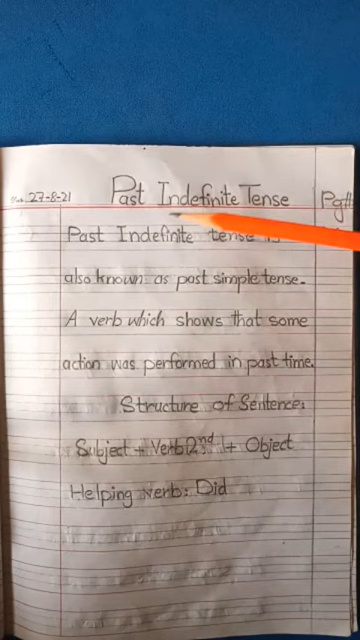 27-8-21 Past Indefinite Tense Pg#
Past Indefinite tense is
also known as past simple tense.
A verb which shows that some
action was performed in past time.
Structure of Sentence:
Subject + Verb 2nd + Object
Helping verb: Did